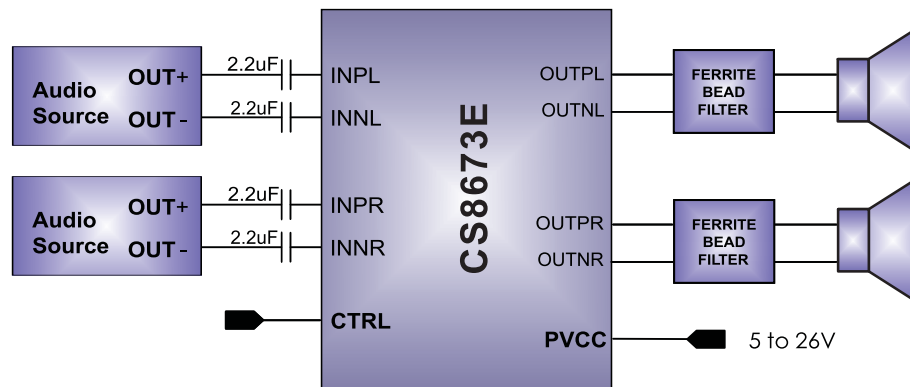 Audio
Source
OUT+
OUT-
2.2uF
2.2uF
INPL
INNL
Audio
Source
OUT+
OUT-
2.2uF
2.2uF
INPR
INNR
CTRL
CS8673E
OUTPL
OUTNL
FERRITE
BEAD
FILTER
OUTPR
OUTNR
FERRITE
BEAD
FILTER
PVCC
5 to 26V